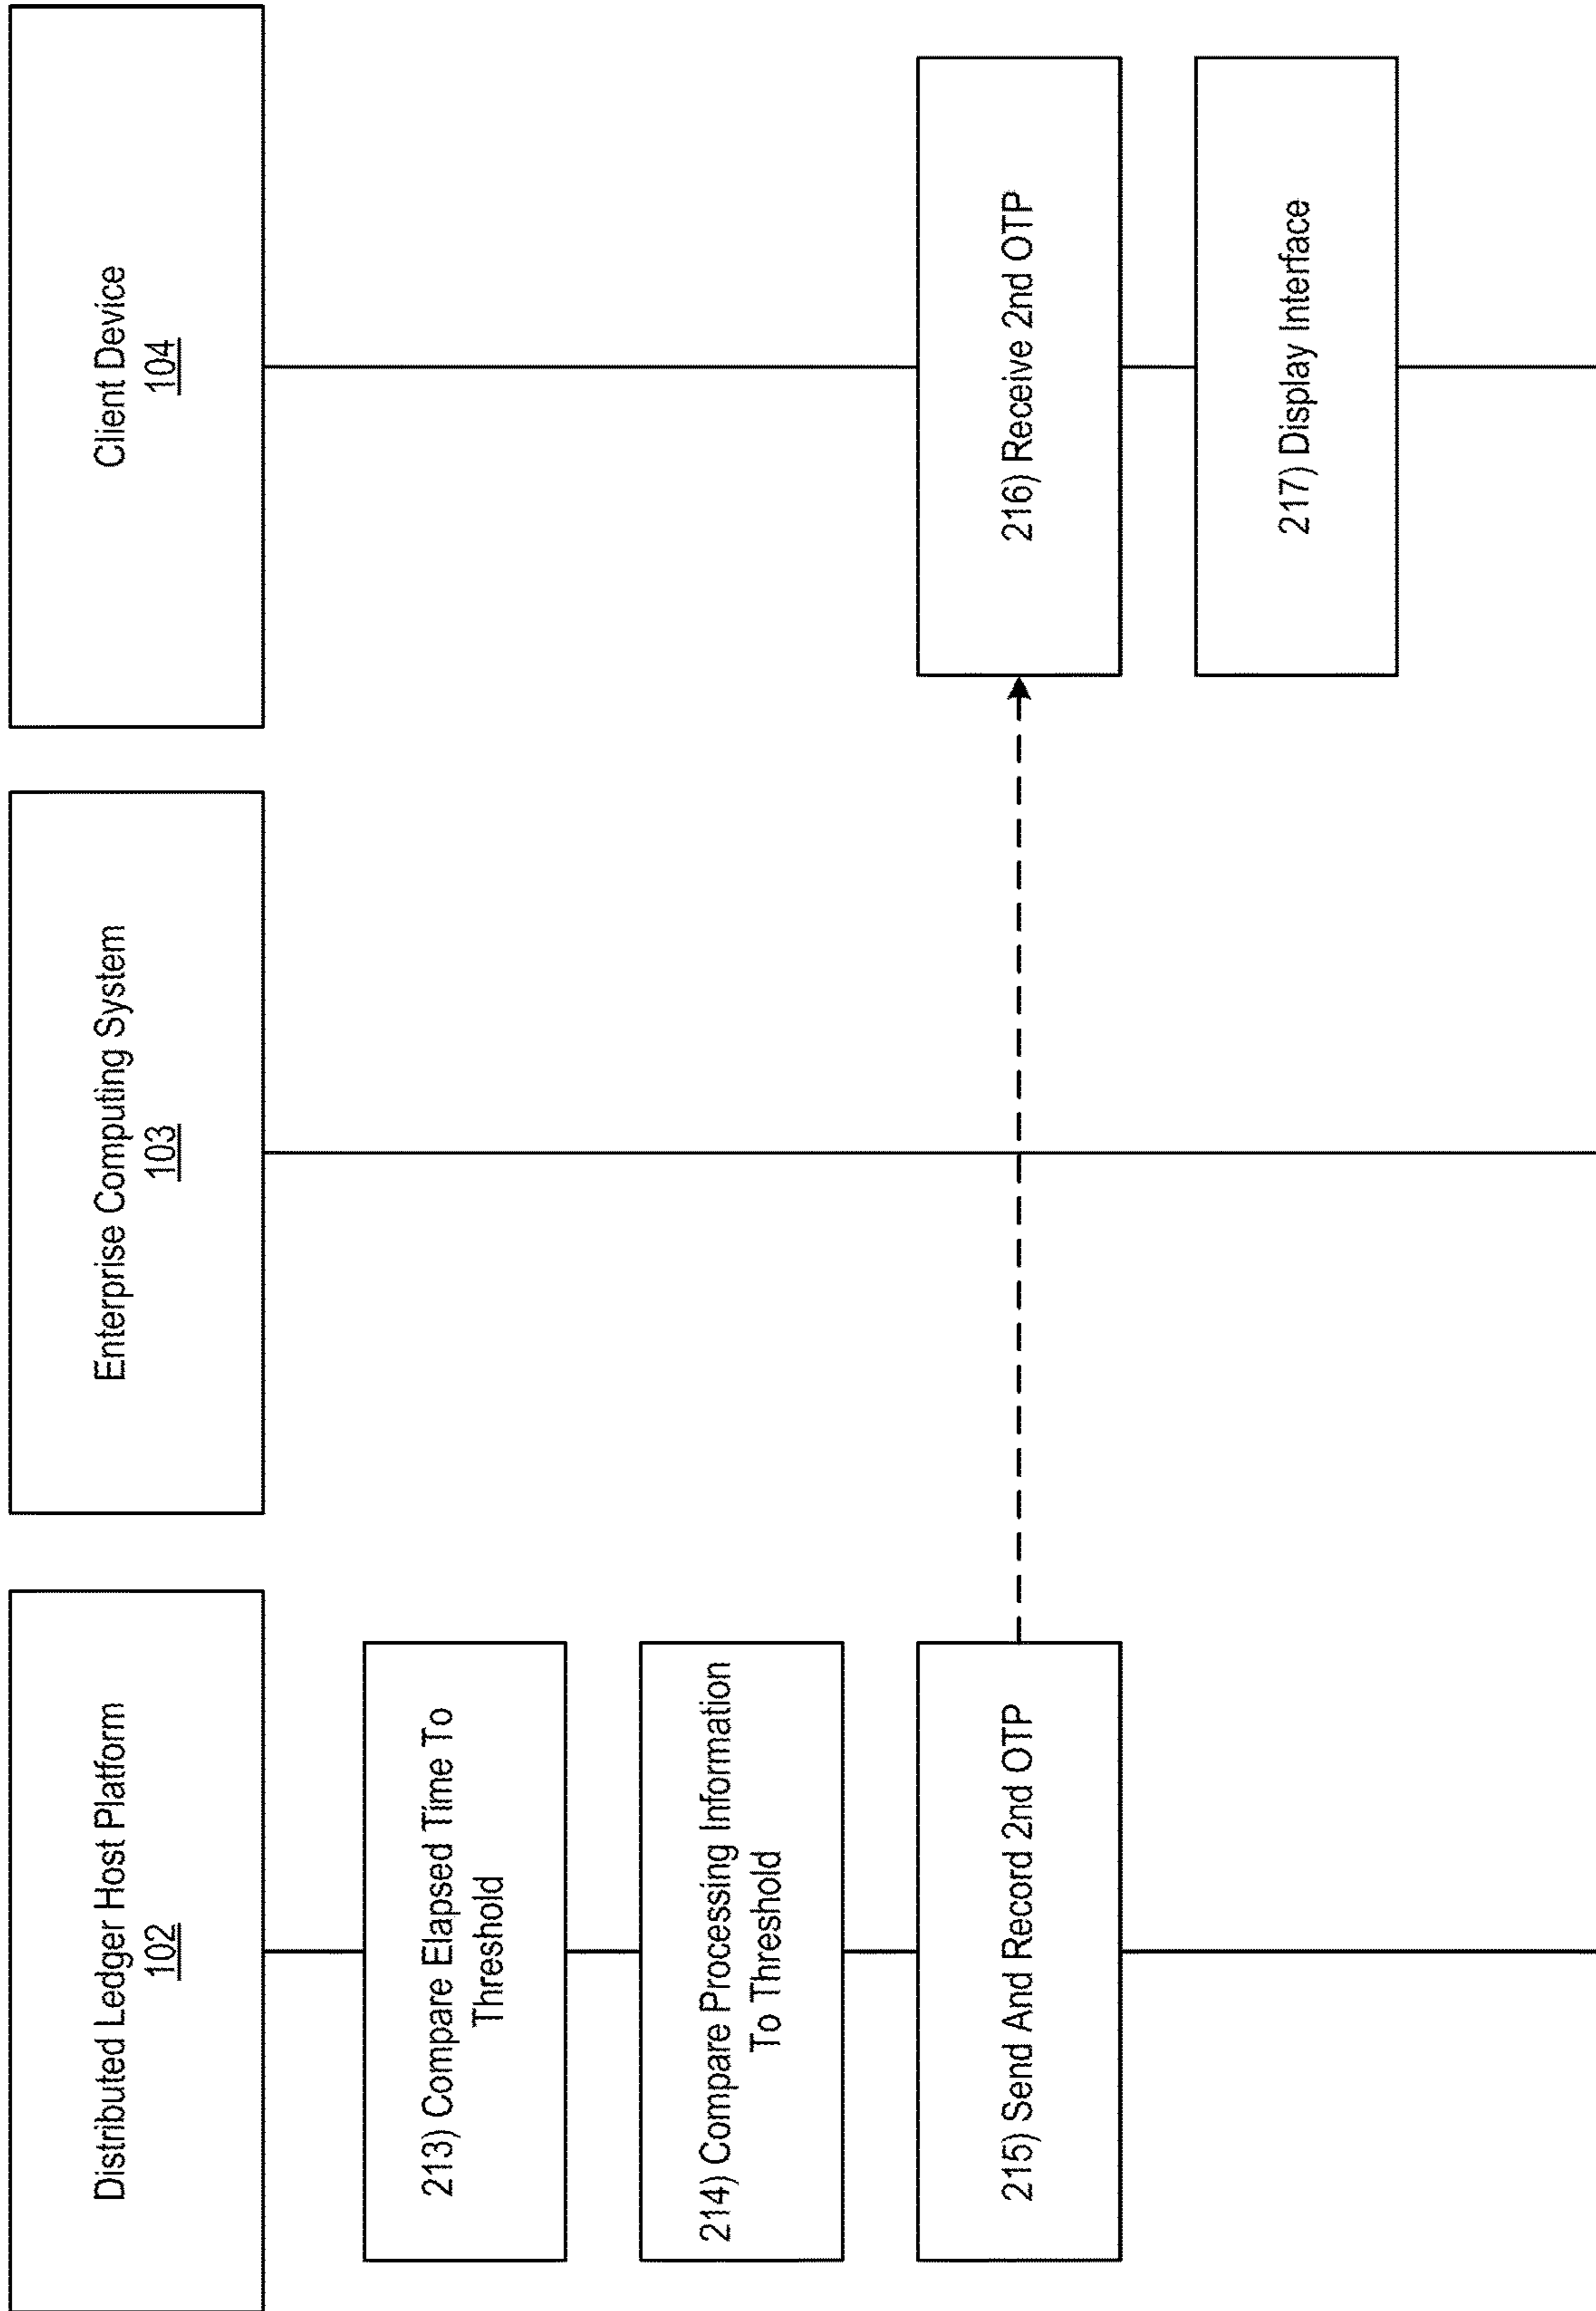 Distributed Ledger Host Platform
102
Enterprise Computing System
103
Client Device
104
213) Compare Elapsed Time To
Threshold
214) Compare Processing Information
To Threshold
215) Send And Record 2nd OTP
216) Receive 2nd OTP
217) Display Interface